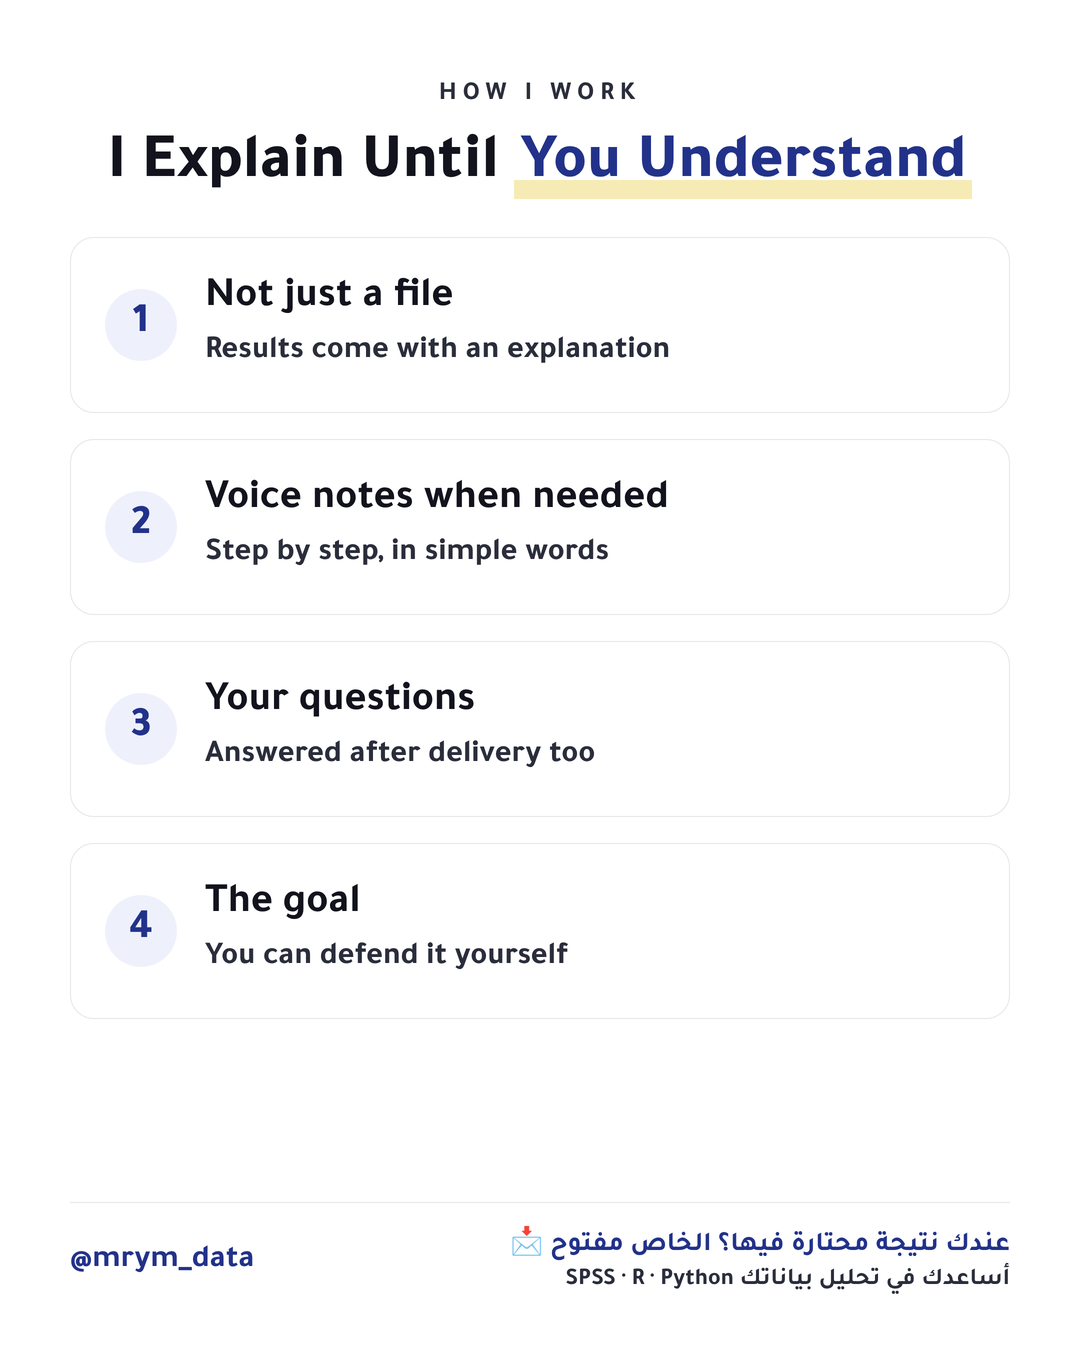 HOW I WORK
I Explain Until You Understand
1
Not just a file
Results come with an explanation
2
Voice notes when needed
Step by step, in simple words
3
Your questions
Answered after delivery too
4
The goal
You can defend it yourself
@mrym_data
عندك نتيجة محتارة فيها؟ الخاص مفتوح 📩
أساعدك في تحليل بياناتك SPSS · R · Python